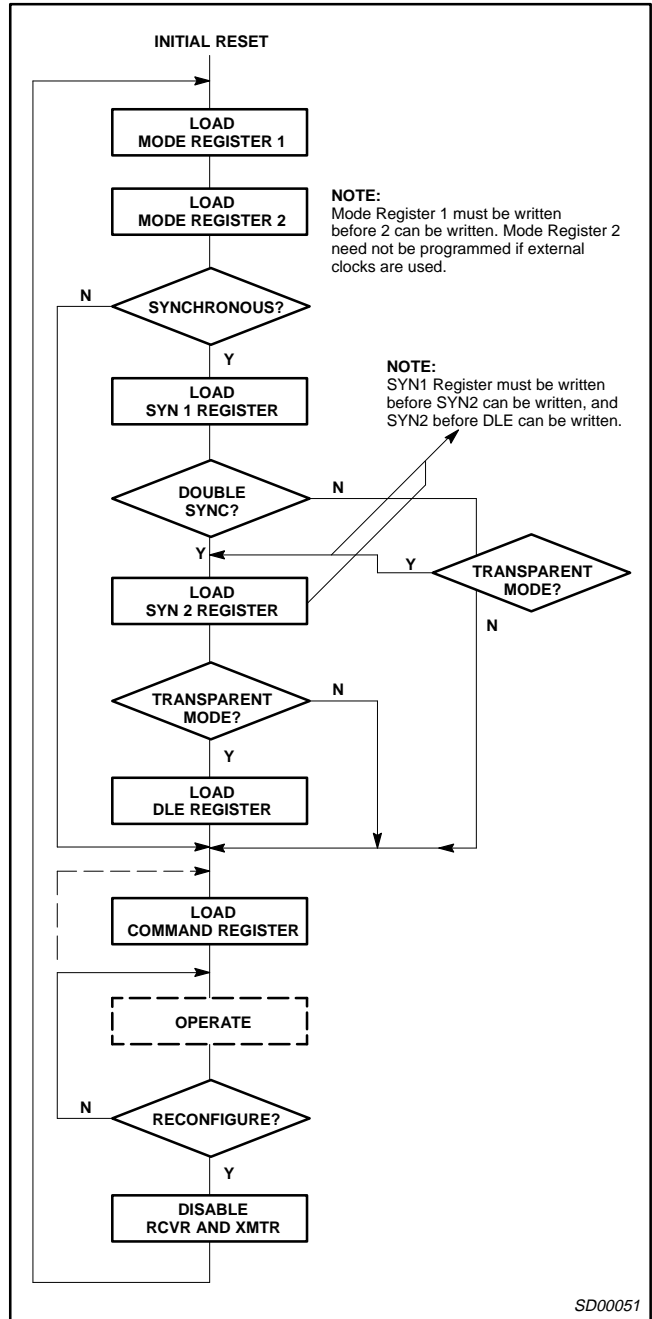 INITIAL RESET
LOAD
MODE REGISTER 1
LOAD
MODE REGISTER 2
NOTE:
Mode Register 1 must be written
before 2 can be written. Mode Register 2
need not be programmed if external
clocks are used.
N
SYNCHRONOUS?
Y
NOTE:
SYN1 Register must be written
before SYN2 can be written, and
SYN2 before DLE can be written.
LOAD
SYN 1 REGISTER
DOUBLE
SYNC?
N
Y
Y
TRANSPARENT
MODE?
LOAD
SYN 2 REGISTER
N
TRANSPARENT
MODE?
N
Y
LOAD
DLE REGISTER
LOAD
COMMAND REGISTER
OPERATE
N
RECONFIGURE?
Y
DISABLE
RCVR AND XMTR
SD00051